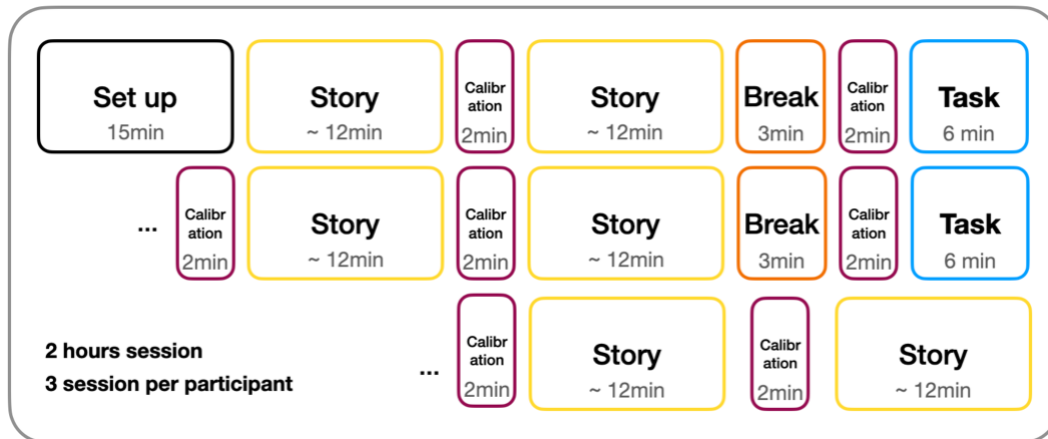 Set up
15min
Story
~ 12min
Calibr
ation
2min
Story
~ 12min
Break
3min
Calibr
ation
2min
Task
6 min
...
Calibr
ation
2min
Story
~ 12min
Calibr
ation
2min
Story
~ 12min
Break
3min
Calibr
ation
2min
Task
6 min
2 hours session
3 session per participant
...
Calibr
ation
2min
Story
~ 12min
Calibr
ation
2min
Story
~ 12min